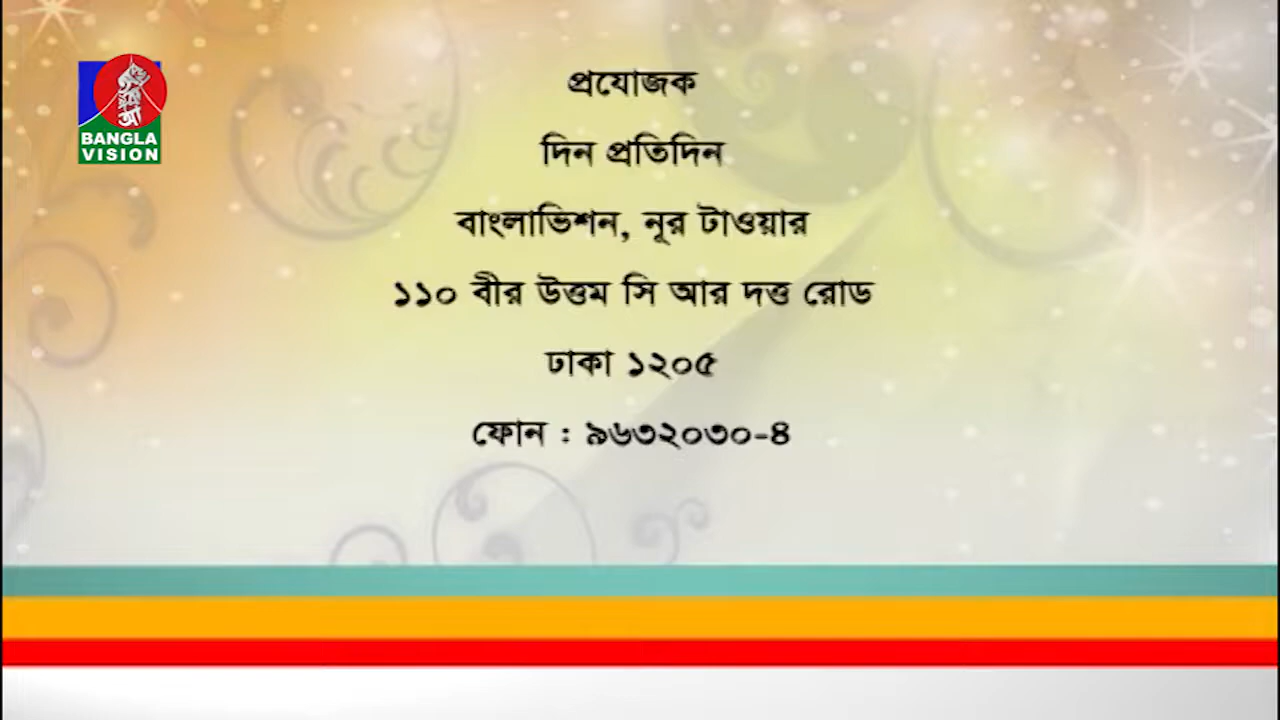 BANGLA
VISION
প্রযোজক
দিন প্রতিদিন
বাংলাভিশন, নূর টাওয়ার
১১০ বীর উত্তম সি আর দত্ত রোড
ঢাকা ১২০৫
ফোন : ৯৬৩২০৩০-৪